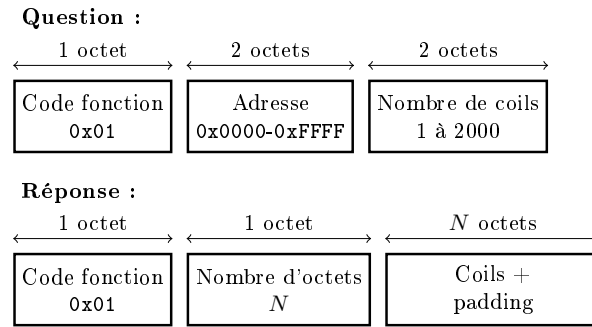 Question :
1 octet 2 octets 2 octets
Code fonction Adresse Nombre de coils
0x01 0x0000-0xFFFF 1 à 2000
Réponse :
1 octet 1 octet N octets
Code fonction Nombre d'octets Coils +
0x01 N padding